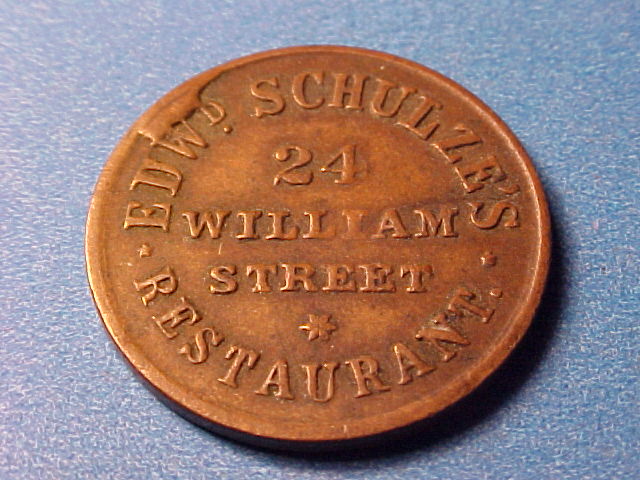 EDWD SCHULZE'S
24
WILLIAM
STREET
RESTAURANT.